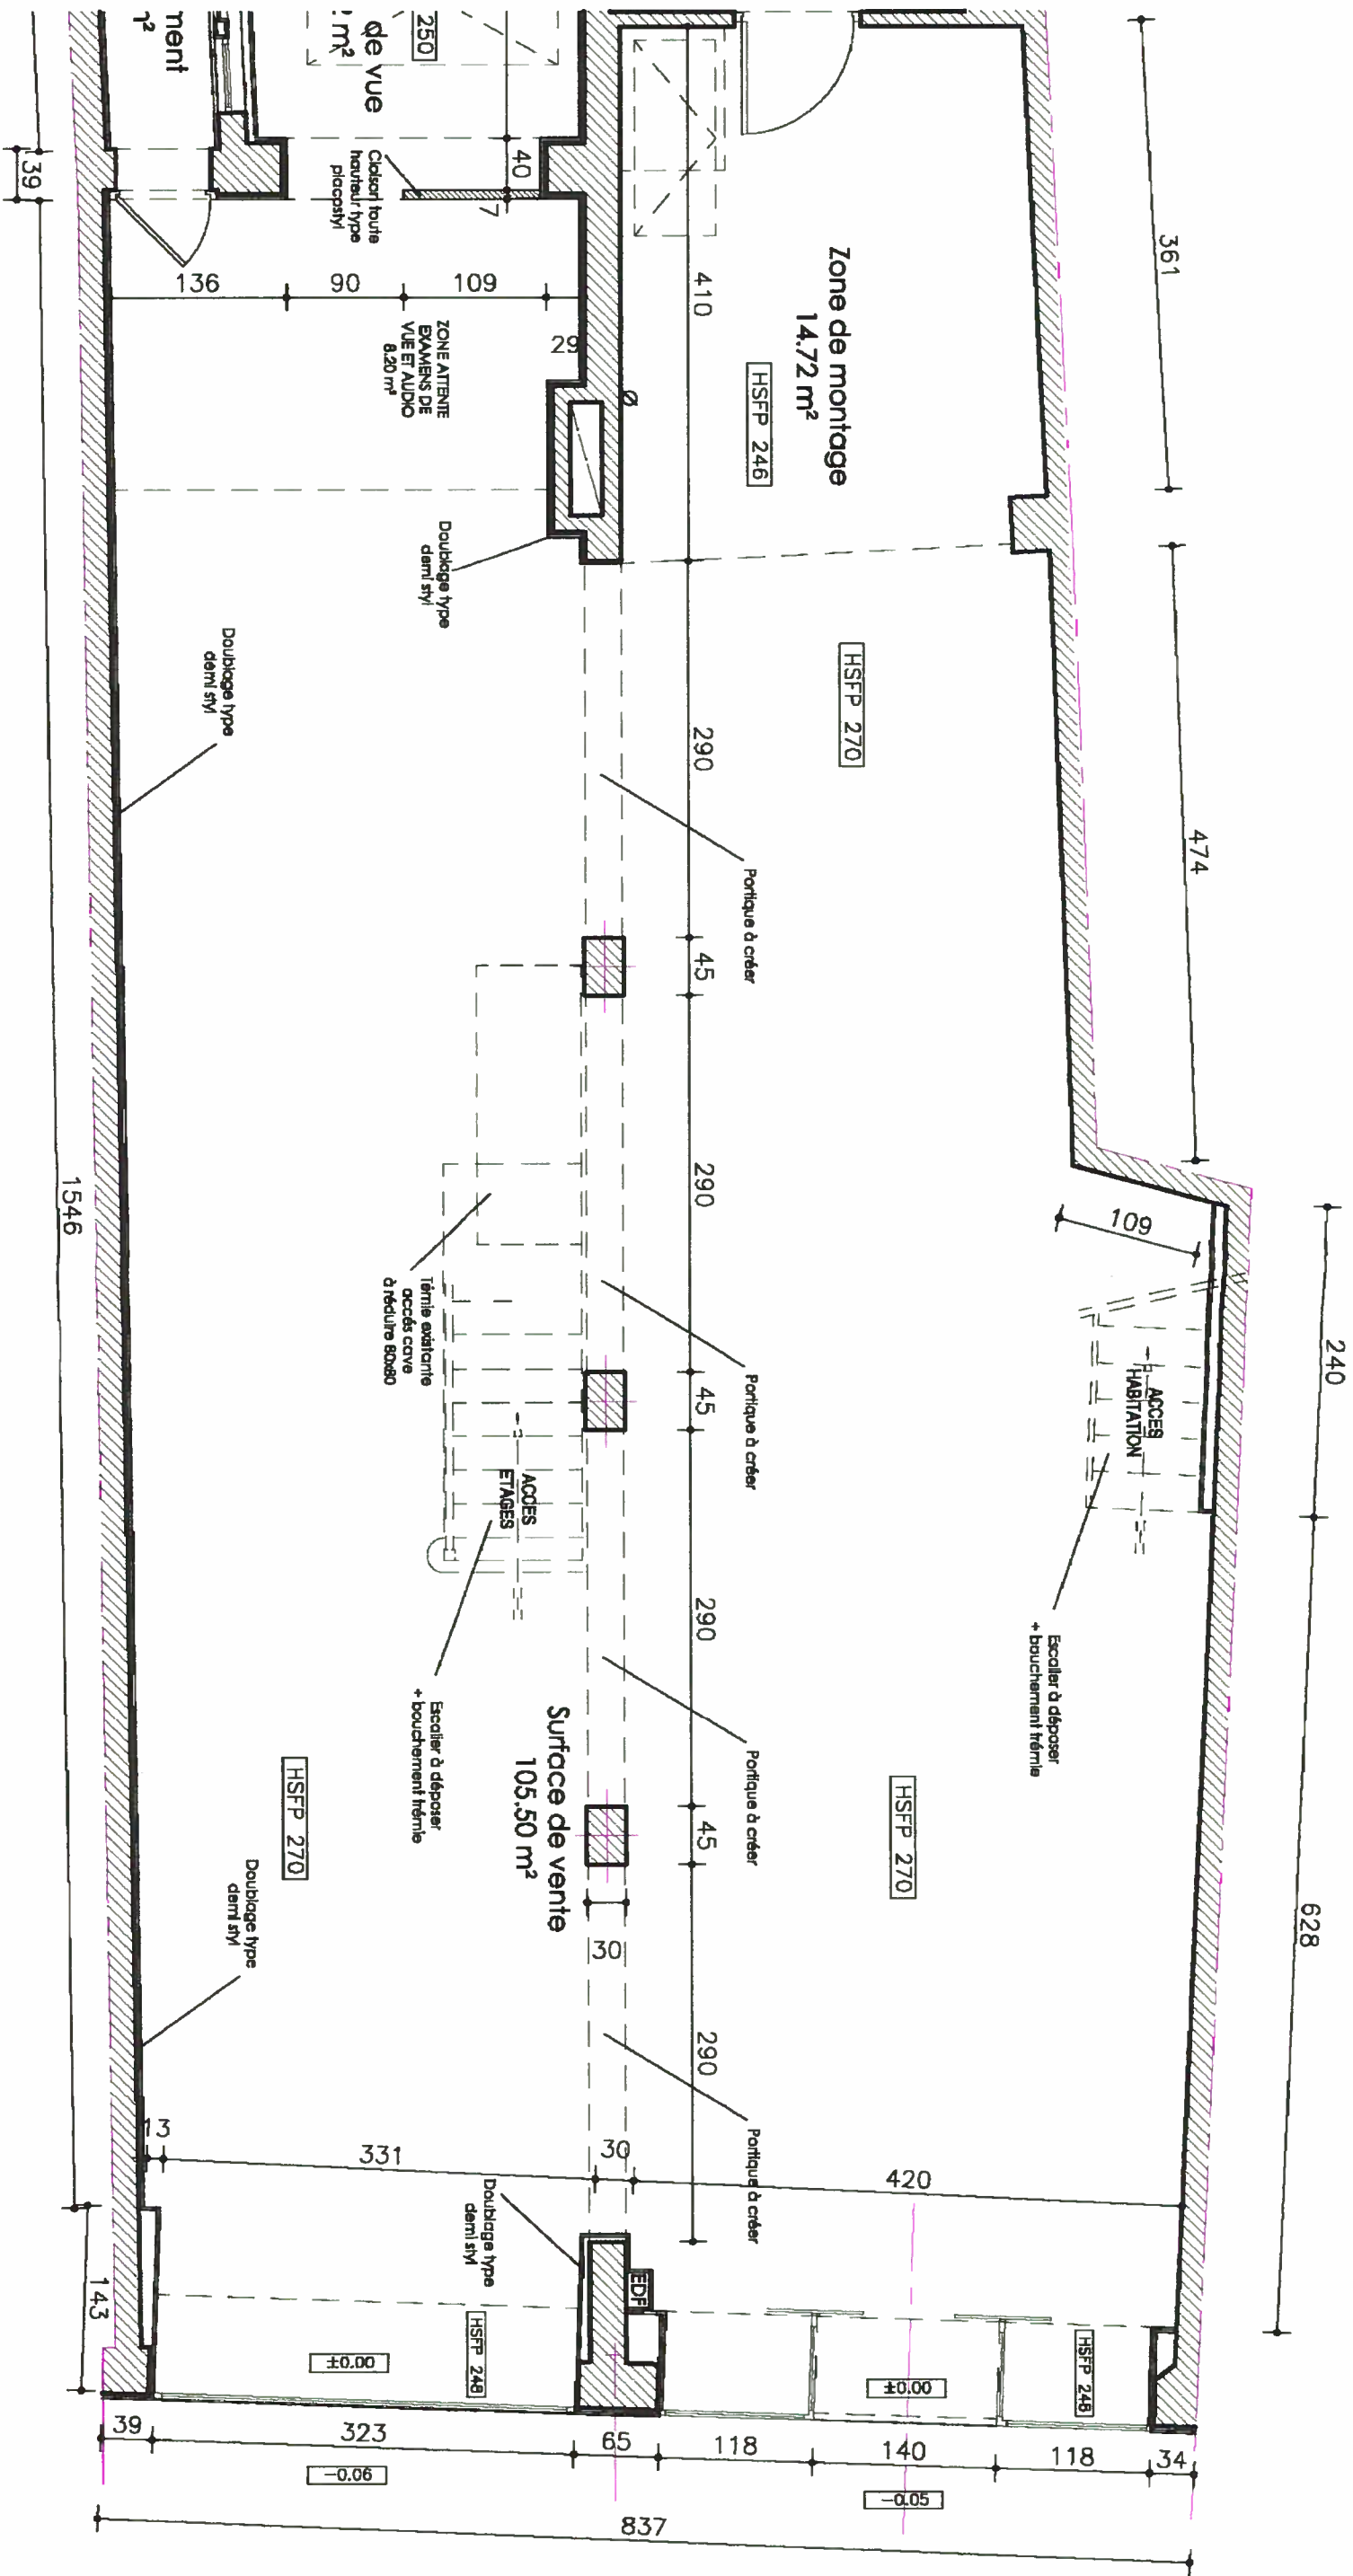 ment
m²
de vue
m²
250
Cloison toute
hauteur type
placostyl
39
40
7
136
90
109
29
ZONE ATTENTE
EXAMENS DE
VUE ET AUDIO
8.20 m²
410
Zone de montage
14.72 m²
HSFP 246
Ø
361
474
Doublage type
demi styl
Doublage type
demi styl
HSFP 270
290
Portique à créer
45
290
Portique à créer
45
290
Portique à créer
45
290
Portique à créer
109
240
628
ACCES
HABITATION
Escalier à déposer
+ bouchement trémie
Trémie existante
accès cave
à réduire 80x80
ACCES
ETAGES
Escalier à déposer
+ bouchement trémie
1546
Surface de vente
105.50 m²
HSFP 270
HSFP 270
Doublage type
demi styl
30
13
331
30
420
Doublage type
demi styl
EDF
143
HSFP 248
±0.00
HSFP 248
±0.00
39
323
65
118
140
118
34
-0.06
-0.05
837